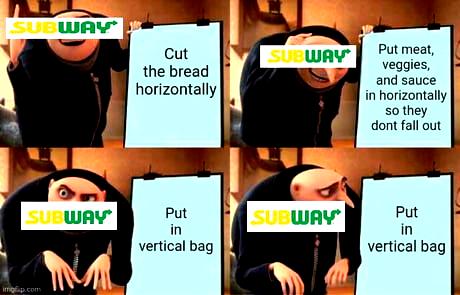 SUBWAY
Cut
the bread
horizontally
SUBWAY
Put meat,
veggies,
and sauce
in horizontally
so they
dont fall out
SUBWAY
Put
in
vertical bag
SUBWAY
Put
in
vertical bag
imgflip.com